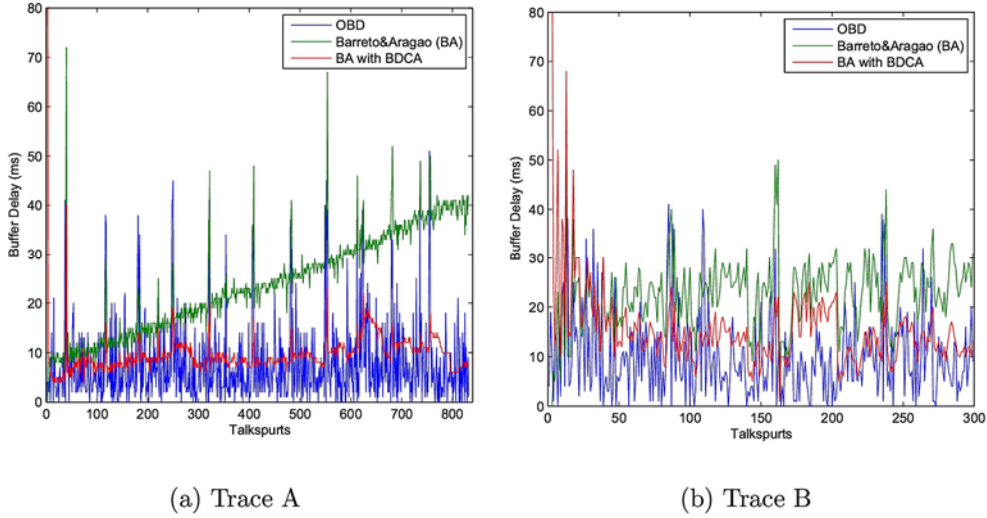 80
70
60
50
40
30
20
10
0
Buffer Delay (ms)
OBD
Barreto&Aragao (BA)
BA with BDCA
0 100 200 300 400 500 600 700 800
Talkspurts
(a) Trace A
80
70
60
50
40
30
20
10
0
Buffer Delay (ms)
OBD
Barreto&Aragao (BA)
BA with BDCA
0 50 100 150 200 250 300
Talkspurts
(b) Trace B